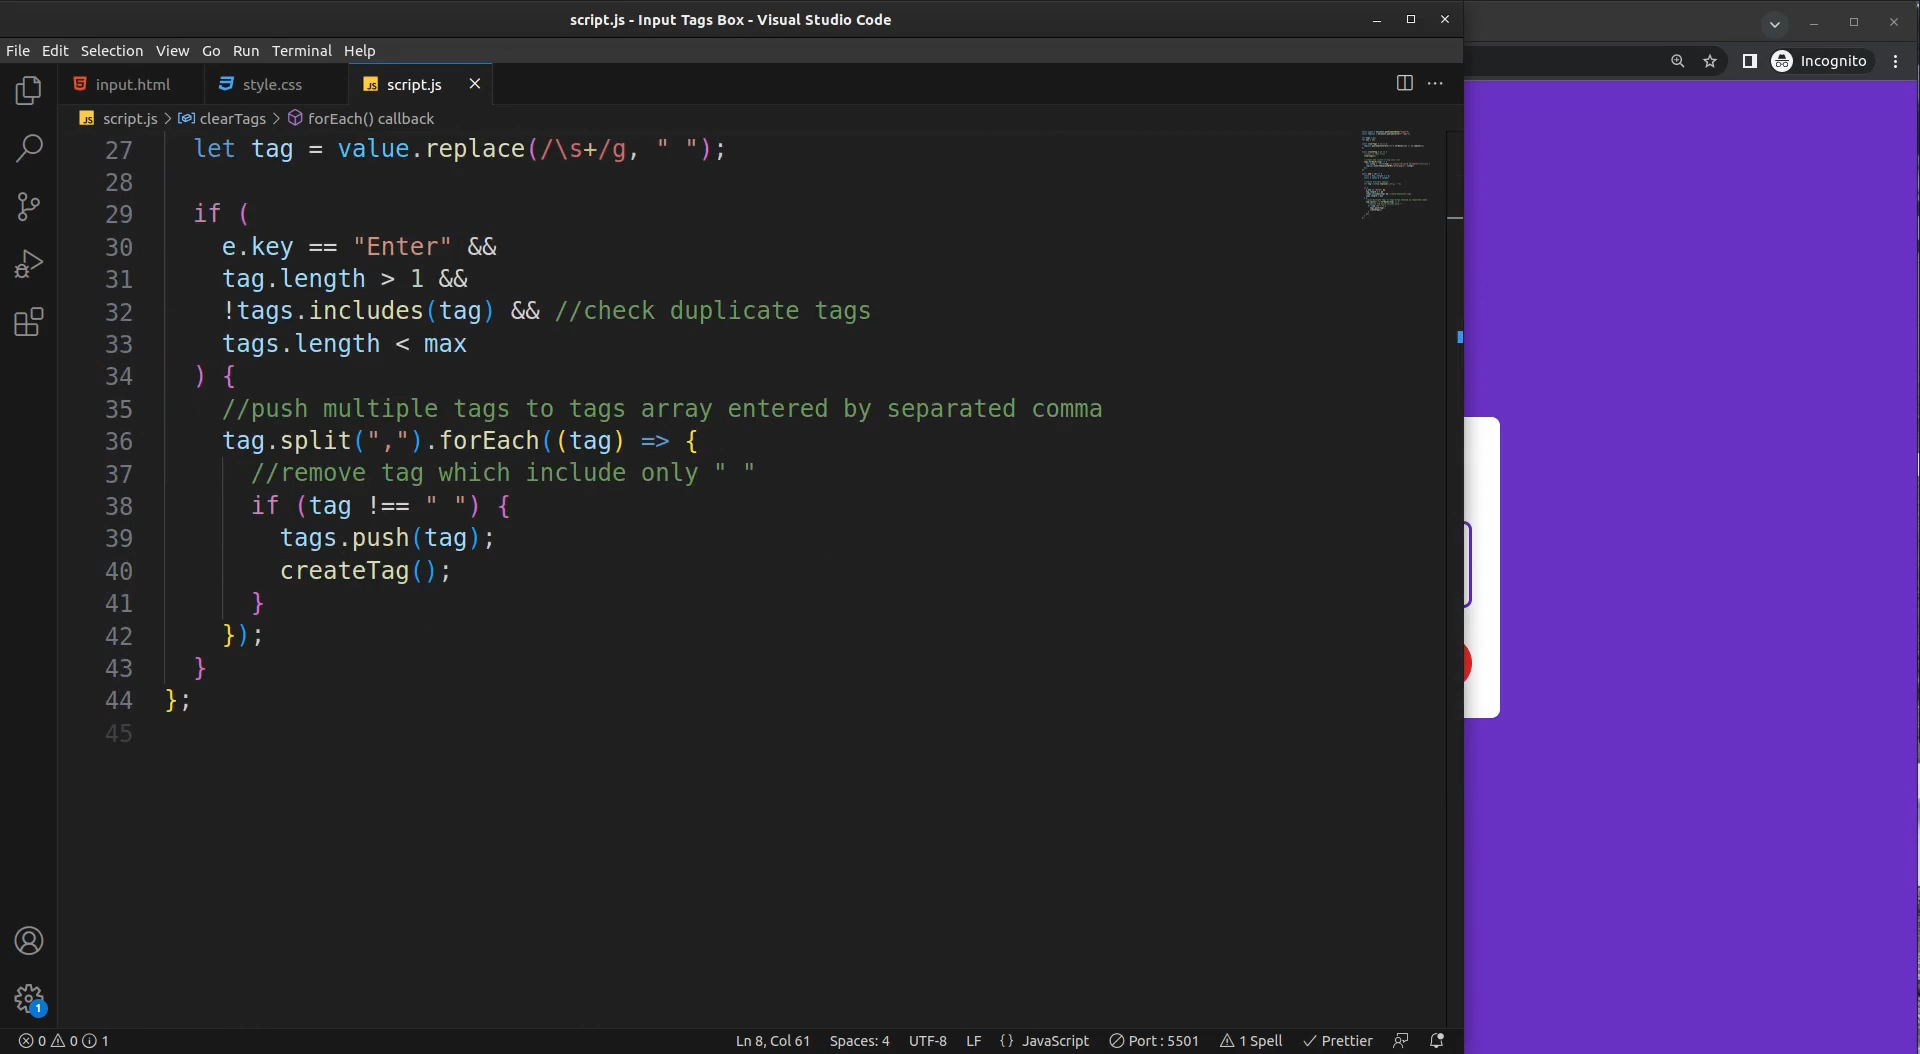 script.js - Input Tags Box - Visual Studio Code
File Edit Selection View Go Run Terminal Help
Incognito
input.html style.css script.js
script.js > clearTags > forEach() callback
27 let tag = value.replace(/\s+/g, " ");
28
29 if (
30 e.key == "Enter" &&
31 tag.length > 1 &&
32 !tags.includes(tag) && //check duplicate tags
33 tags.length < max
34 ) {
35 //push multiple tags to tags array entered by separated comma
36 tag.split(",").forEach((tag) => {
37 //remove tag which include only " "
38 if (tag !== " ") {
39 tags.push(tag);
40 createTag();
41 }
42 });
43 }
44 };
45
1
0 0 1 Ln 8, Col 61 Spaces: 4 UTF-8 LF {} JavaScript Port : 5501 1 Spell Prettier